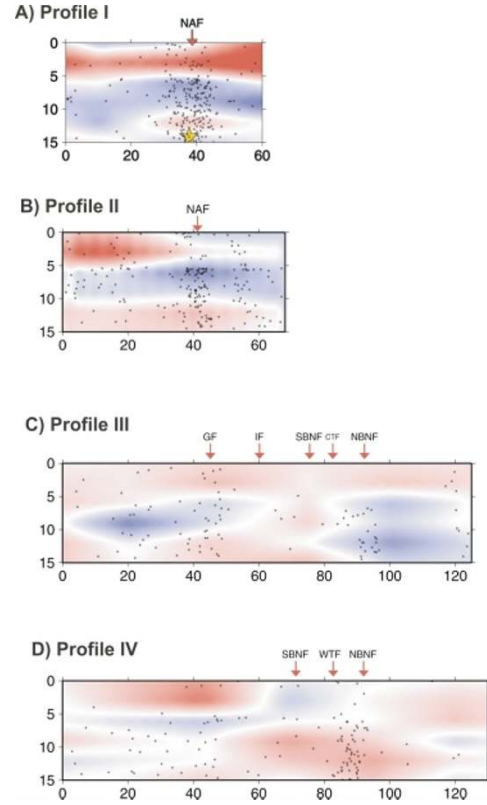 A) Profile I
NAF
0
5
10
15
0 20 40 60
B) Profile II
NAF
0
5
10
15
0 20 40 60
C) Profile III
GF IF SBNF CTF NBNF
0
5
10
15
0 20 40 60 80 100 120
D) Profile IV
SBNF WTF NBNF
0
5
10
15
0 20 40 60 80 100 120